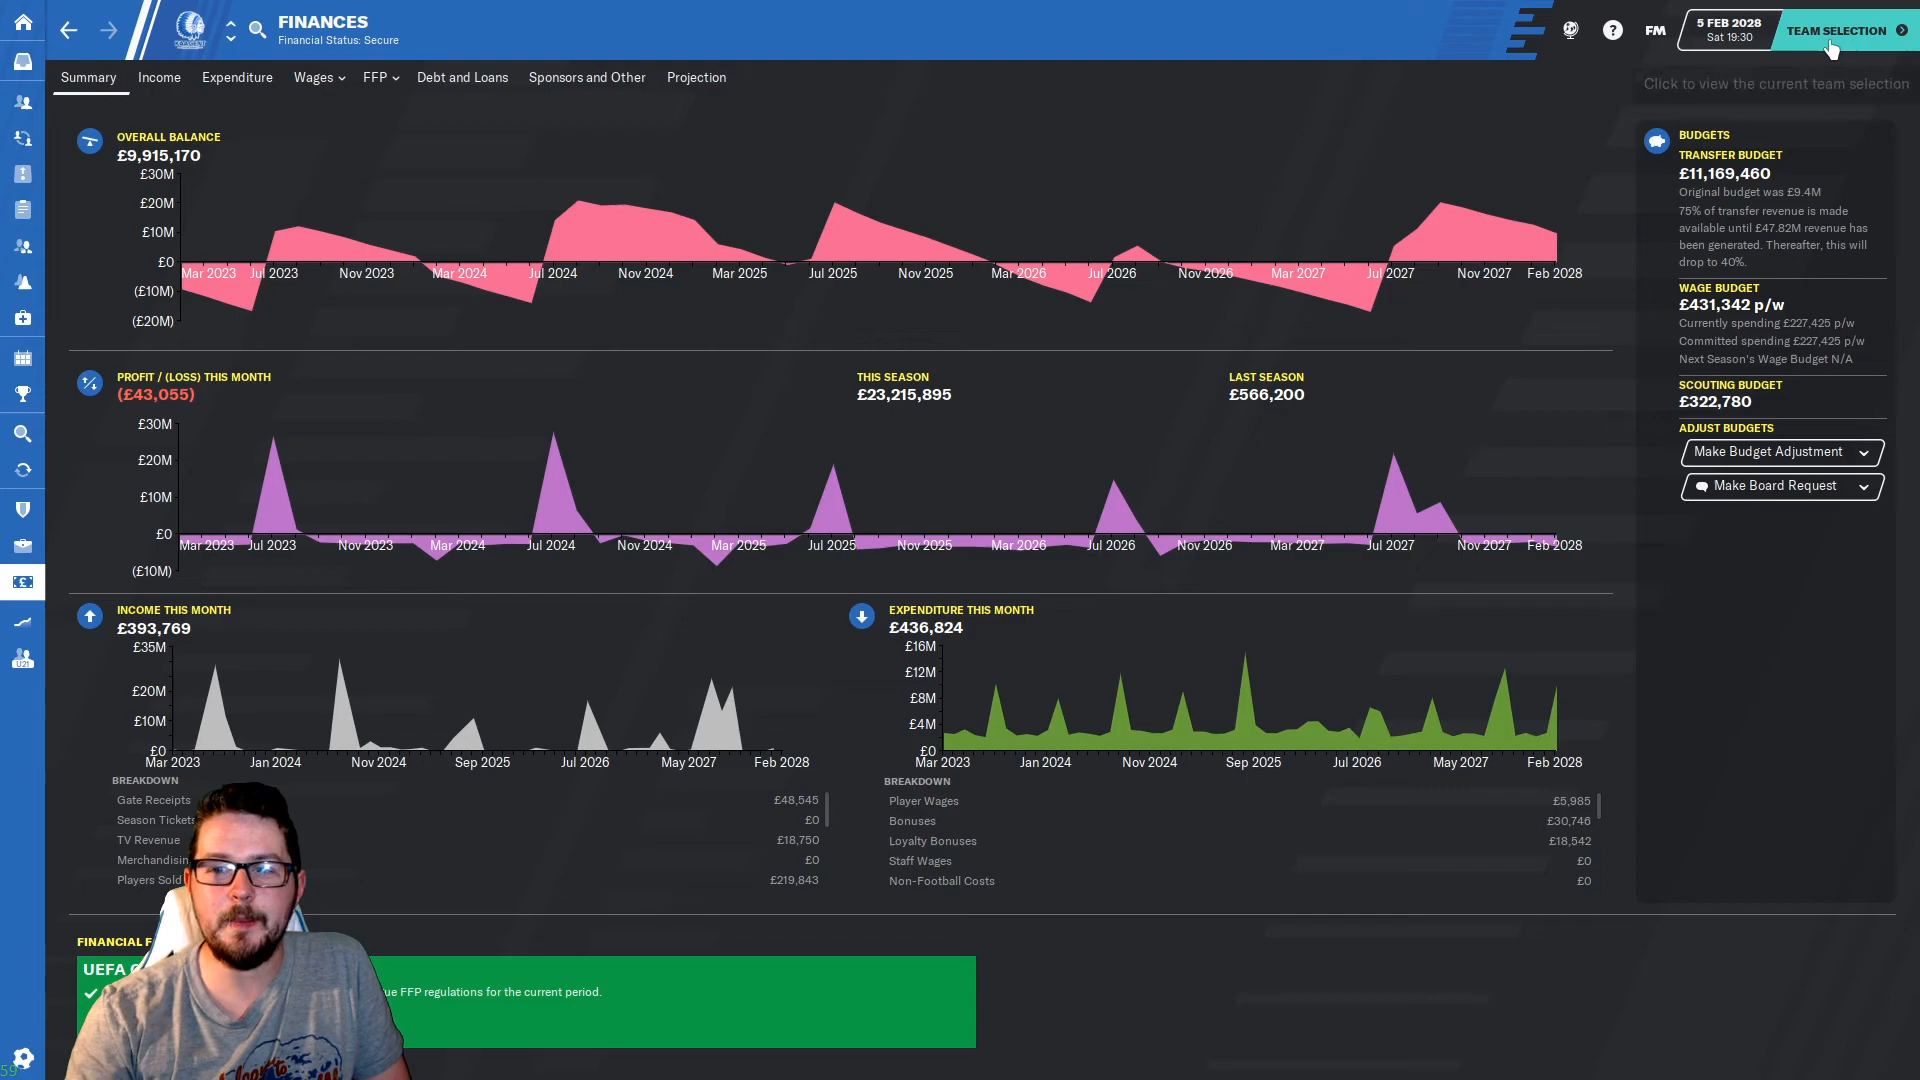 FINANCES
Financial Status: Secure
FM
5 FEB 2028
Sat 19:30
TEAM SELECTION
Summary
Income
Expenditure
Wages
FFP
Debt and Loans
Sponsors and Other
Projection
Click to view the current team selection
OVERALL BALANCE
£9,915,170
£30M
£20M
£10M
£0
(£10M)
(£20M)
Mar 2023 Jul 2023 Nov 2023 Mar 2024 Jul 2024 Nov 2024 Mar 2025 Jul 2025 Nov 2025 Mar 2026 Jul 2026 Nov 2026 Mar 2027 Jul 2027 Nov 2027 Feb 2028
PROFIT / (LOSS) THIS MONTH
(£43,055)
THIS SEASON
£23,215,895
LAST SEASON
£566,200
£30M
£20M
£10M
£0
(£10M)
Mar 2023 Jul 2023 Nov 2023 Mar 2024 Jul 2024 Nov 2024 Mar 2025 Jul 2025 Nov 2025 Mar 2026 Jul 2026 Nov 2026 Mar 2027 Jul 2027 Nov 2027 Feb 2028
INCOME THIS MONTH
£393,769
£35M
£20M
£10M
£0
Mar 2023 Jan 2024 Nov 2024 Sep 2025 Jul 2026 May 2027 Feb 2028
BREAKDOWN
Gate Receipts £48,545
Season Tickets £0
TV Revenue £18,750
Merchandisin £0
Players Sold £219,843
EXPENDITURE THIS MONTH
£436,824
£16M
£12M
£8M
£4M
£0
Mar 2023 Jan 2024 Nov 2024 Sep 2025 Jul 2026 May 2027 Feb 2028
BREAKDOWN
Player Wages £5,985
Bonuses £30,746
Loyalty Bonuses £18,542
Staff Wages £0
Non-Football Costs £0
FINANCIAL F
UEFA
ue FFP regulations for the current period.
BUDGETS
TRANSFER BUDGET
£11,169,460
Original budget was £9.4M
75% of transfer revenue is made
available until £47.82M revenue has
been generated. Thereafter, this will
drop to 40%.
WAGE BUDGET
£431,342 p/w
Currently spending £227,425 p/w
Committed spending £227,425 p/w
Next Season's Wage Budget N/A
SCOUTING BUDGET
£322,780
ADJUST BUDGETS
Make Budget Adjustment
Make Board Request
U21
59